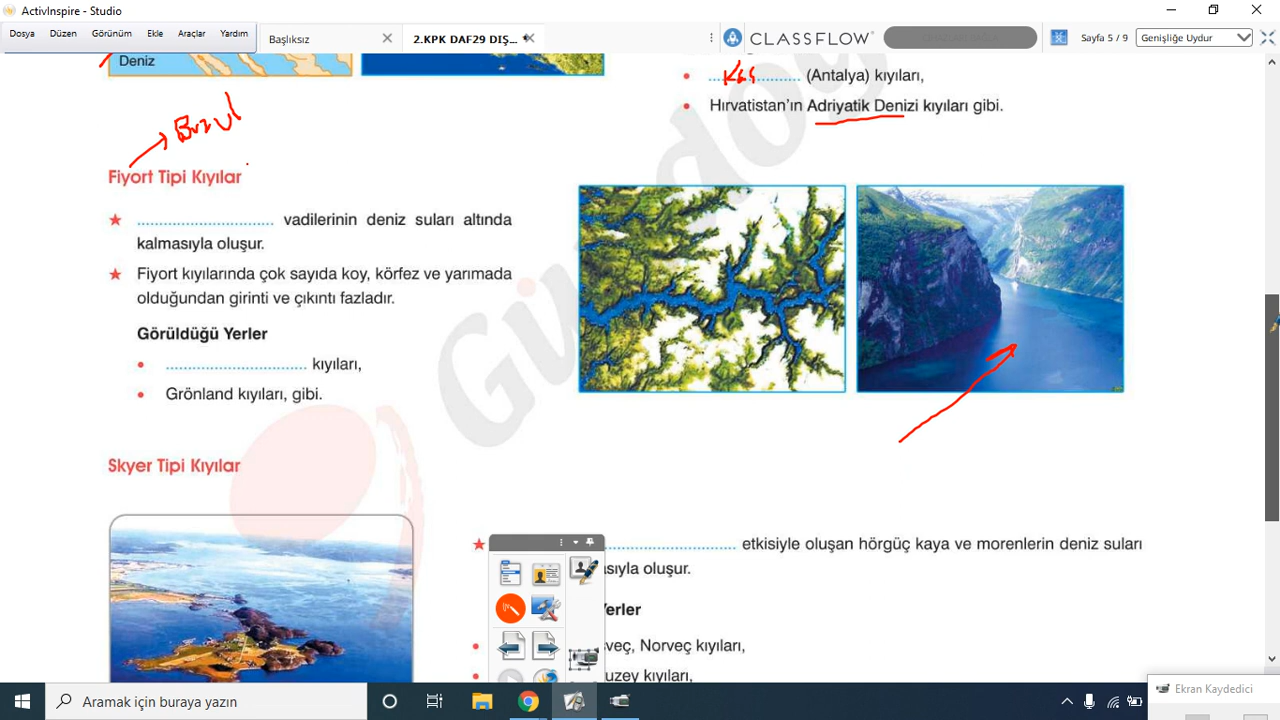 ActivInspire - Studio
Dosya Düzen Görünüm Ekle Araçlar Yardım
Başlıksız
2.KPK DAF29 DIŞ...
CLASSFLOW
Sayfa 5 / 9
Genişliğe Uydur
Deniz
Kaş (Antalya) kıyıları,
Hırvatistan'ın Adriyatik Denizi kıyıları gibi.
Buzul
Fiyort Tipi Kıyılar
vadilerinin deniz suları altında
kalmasıyla oluşur.
Fiyort kıyılarında çok sayıda koy, körfez ve yarımada
olduğundan girinti ve çıkıntı fazladır.
Görüldüğü Yerler
kıyıları,
Grönland kıyıları, gibi.
Skyer Tipi Kıyılar
etkisiyle oluşan hörgüç kaya ve morenlerin deniz suları
asıyla oluşur.
Yerler
sveç, Norveç kıyıları,
uzey kıyıları,
Aramak için buraya yazın
Ekran Kaydedici